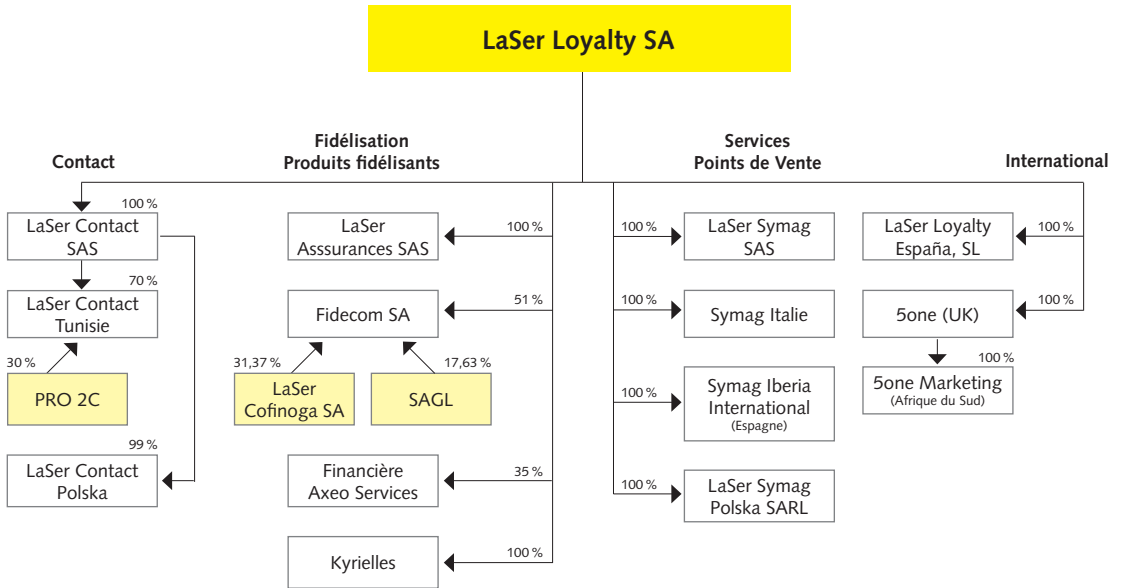 LaSer Loyalty SA
Contact
100 %
LaSer Contact
SAS
70 %
LaSer Contact
Tunisie
30 %
PRO 2C
99 %
LaSer Contact
Polska
Fidélisation
Produits fidélisants
LaSer
Asssurances SAS
100 %
Fidecom SA
51 %
31,37 %
LaSer
Cofinoga SA
17,63 %
SAGL
Financière
Axeo Services
35 %
Kyrielles
100 %
Services
Points de Vente
100 %
LaSer Symag
SAS
100 %
Symag Italie
100 %
Symag Iberia
International
(Espagne)
100 %
LaSer Symag
Polska SARL
International
LaSer Loyalty
España, SL
100 %
5one (UK)
100 %
100 %
5one Marketing
(Afrique du Sud)